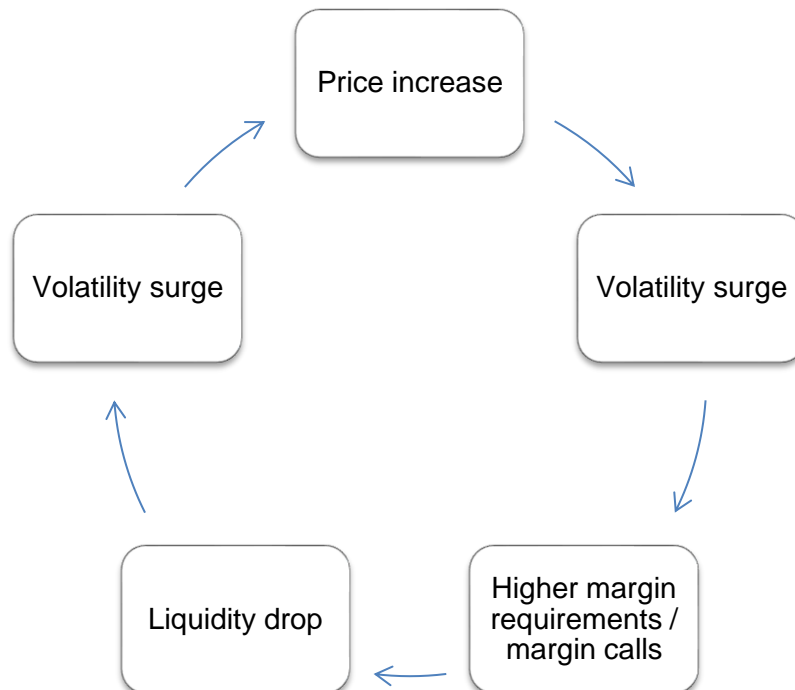 Price increase
Volatility surge
Higher margin
requirements /
margin calls
Liquidity drop
Volatility surge